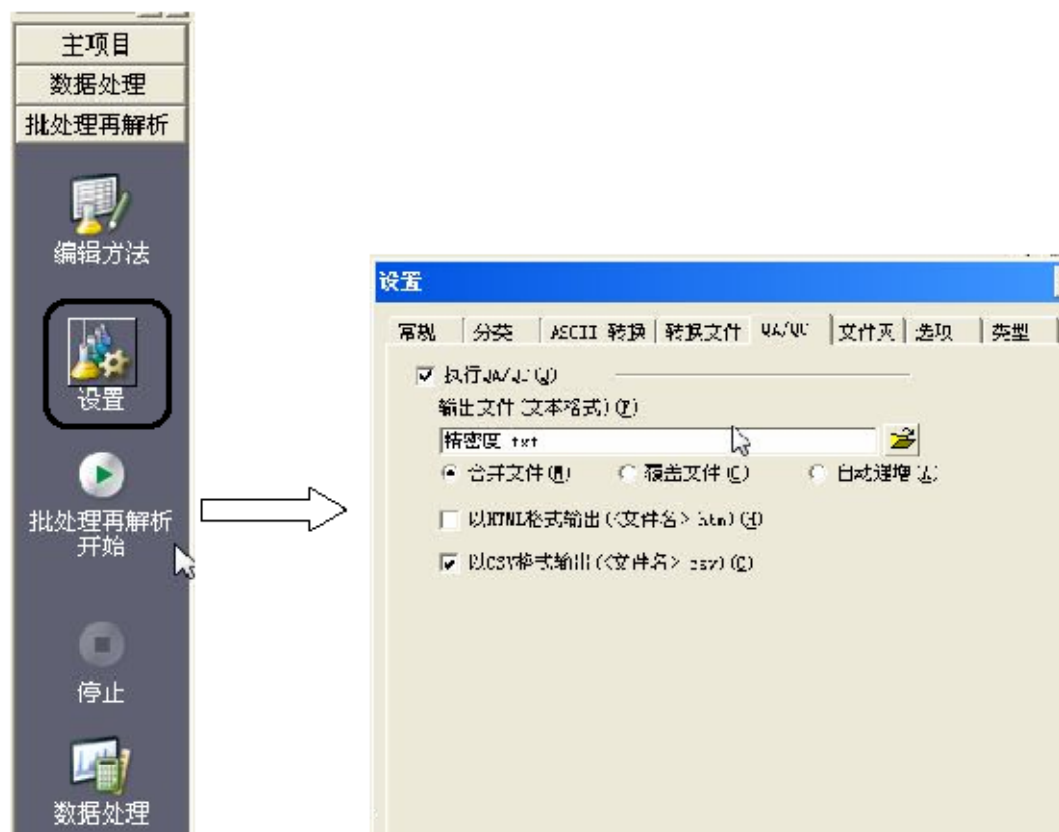 主项目
数据处理
批处理再解析
编辑方法
设置
批处理再解析
开始
停止
数据处理
设置
常规 分类 ASCII 转换 转换文件 QA/QC 文件夹 选项 类型
执行QA/QC(Q)
输出文件(文本格式)(F)
精密度.txt
合并文件(M) 覆盖文件(C) 自动递增(A)
以HTML格式输出(<文件名>.htm)(H)
以CSV格式输出(<文件名>.csv)(C)